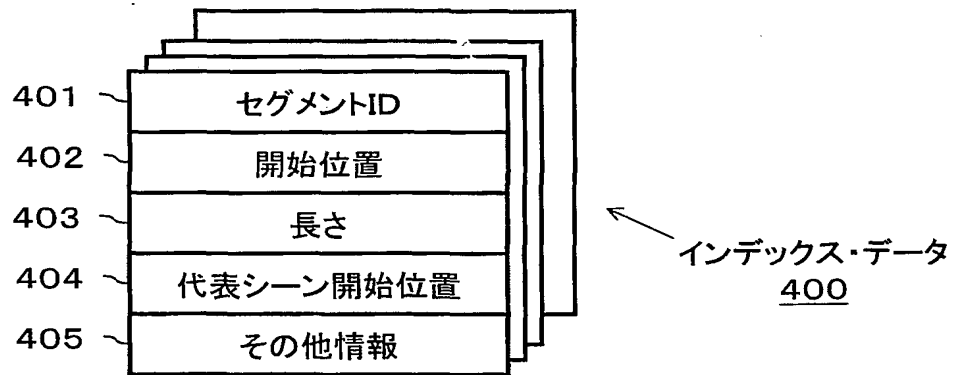 401 セグメントID
402 開始位置
403 長さ
404 代表シーン開始位置
405 その他情報
インデックス・データ
400